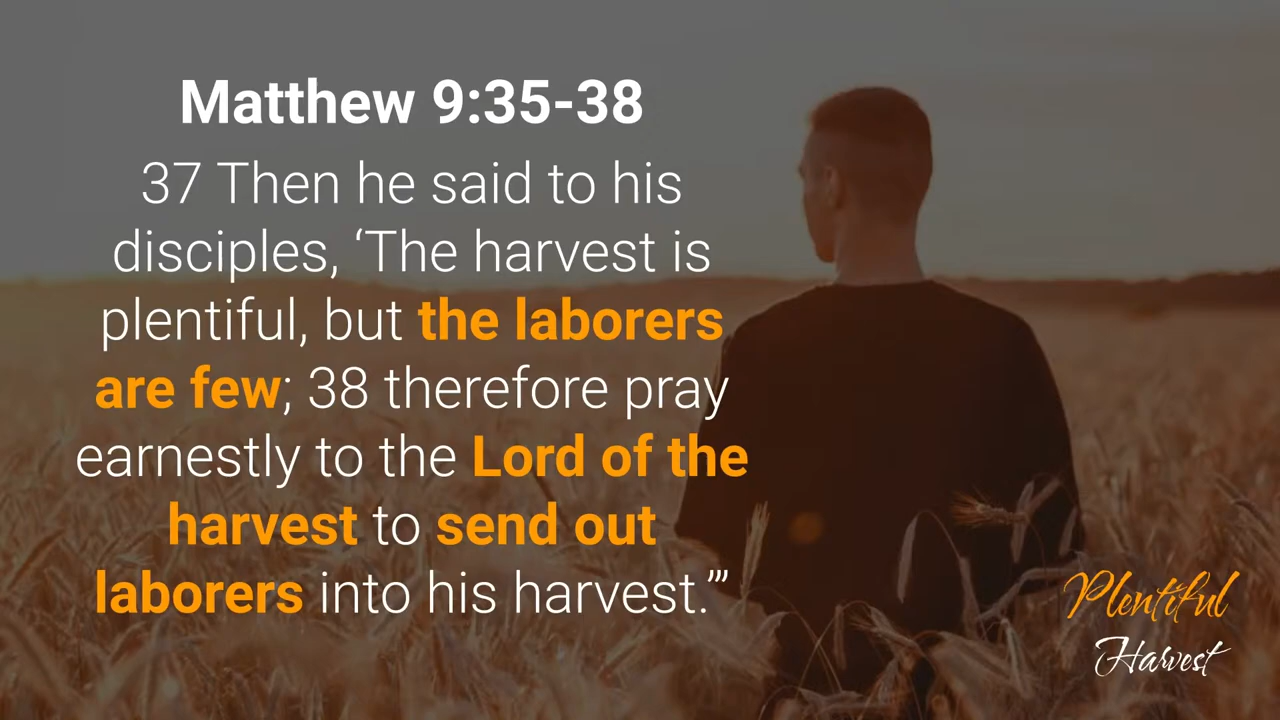 Matthew 9:35-38
37 Then he said to his
disciples, ‘The harvest is
plentiful, but the laborers
are few; 38 therefore pray
earnestly to the Lord of the
harvest to send out
laborers into his harvest.’”
Plentiful
Harvest